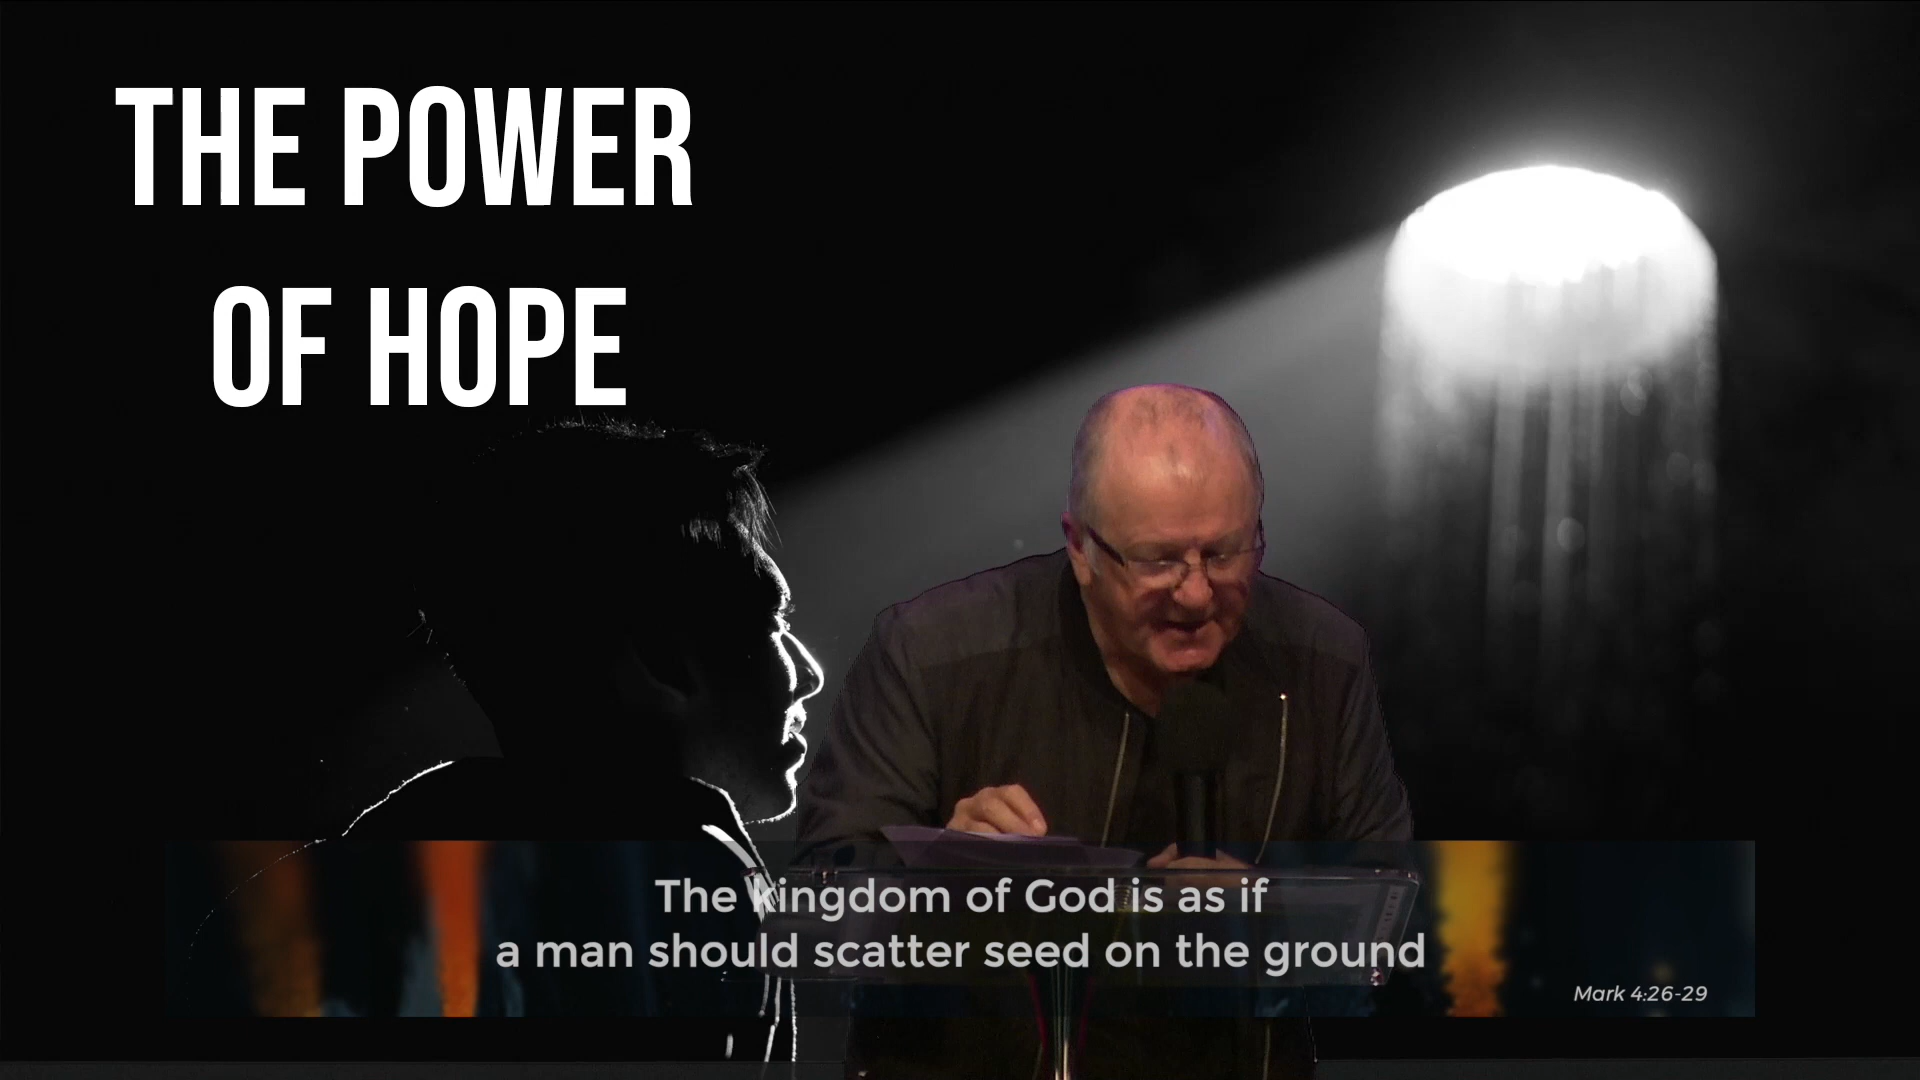 THE POWER
OF HOPE
The kingdom of God is as if
a man should scatter seed on the ground
Mark 4:26-29